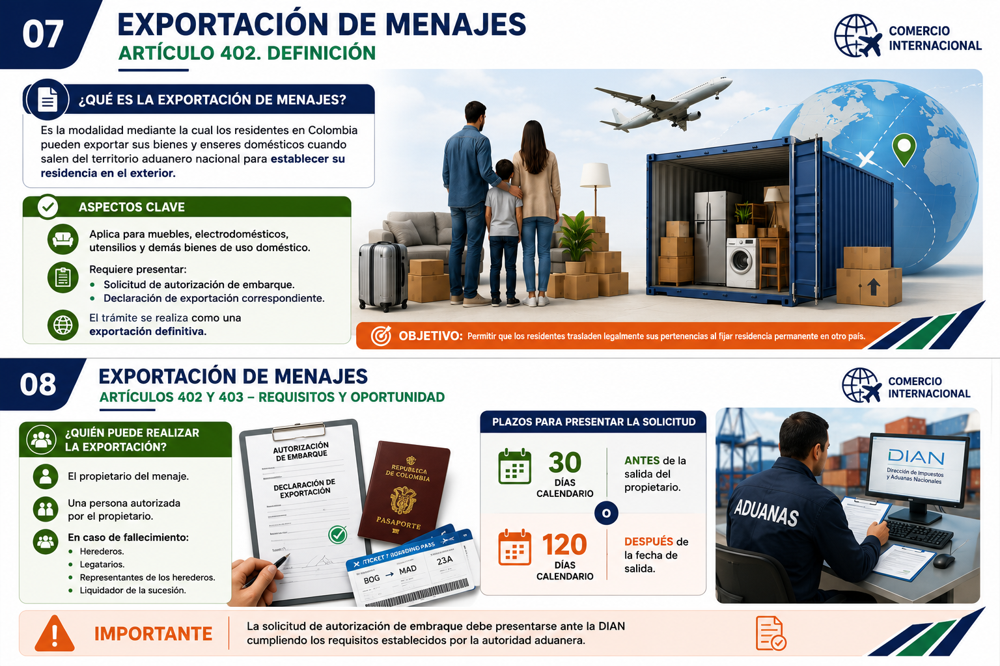 07
EXPORTACIÓN DE MENAJES
ARTÍCULO 402. DEFINICIÓN
COMERCIO
INTERNACIONAL
¿QUÉ ES LA EXPORTACIÓN DE MENAJES?
Es la modalidad mediante la cual los residentes en Colombia
pueden exportar sus bienes y enseres domésticos cuando
salen del territorio aduanero nacional para establecer su
residencia en el exterior.
ASPECTOS CLAVE
Aplica para muebles, electrodomésticos,
utensilios y demás bienes de uso doméstico.
Requiere presentar:
• Solicitud de autorización de embarque.
• Declaración de exportación correspondiente.
El trámite se realiza como una
exportación definitiva.
OBJETIVO: Permitir que los residentes trasladen legalmente sus pertenencias al fijar residencia permanente en otro país.
08
EXPORTACIÓN DE MENAJES
ARTÍCULOS 402 Y 403 – REQUISITOS Y OPORTUNIDAD
COMERCIO
INTERNACIONAL
¿QUIÉN PUEDE REALIZAR
LA EXPORTACIÓN?
El propietario del menaje.
Una persona autorizada
por el propietario.
En caso de fallecimiento:
• Herederos.
• Legatarios.
• Representantes de los herederos.
• Liquidador de la sucesión.
AUTORIZACIÓN
DE EMBARQUE
DECLARACIÓN DE
EXPORTACIÓN
REPUBLICA
DE COLOMBIA
PASAPORTE
BOARDING PASS
BOG → MAD
23A
PLAZOS PARA PRESENTAR LA SOLICITUD
30
DÍAS
CALENDARIO
ANTES de la
salida del
propietario.
O
120
DÍAS
CALENDARIO
DESPUÉS de
la fecha de
salida.
ADUANAS
DIAN
Dirección de Impuestos
y Aduanas Nacionales
IMPORTANTE
La solicitud de autorización de embraque debe presentarse ante la DIAN
cumpliendo los requisitos establecidos por la autoridad aduanera.